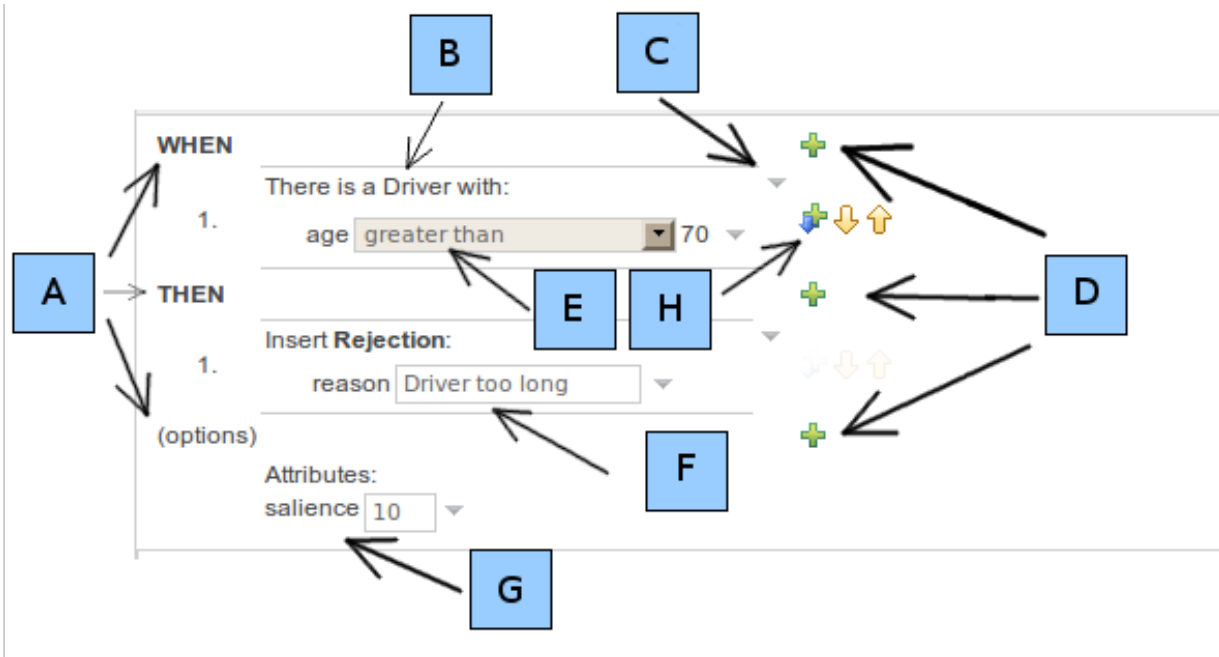 B
C
WHEN
There is a Driver with:
1.
age greater than 70
A
THEN
E
H
D
Insert Rejection:
1.
reason Driver too long
(options)
F
Attributes:
salience 10
G